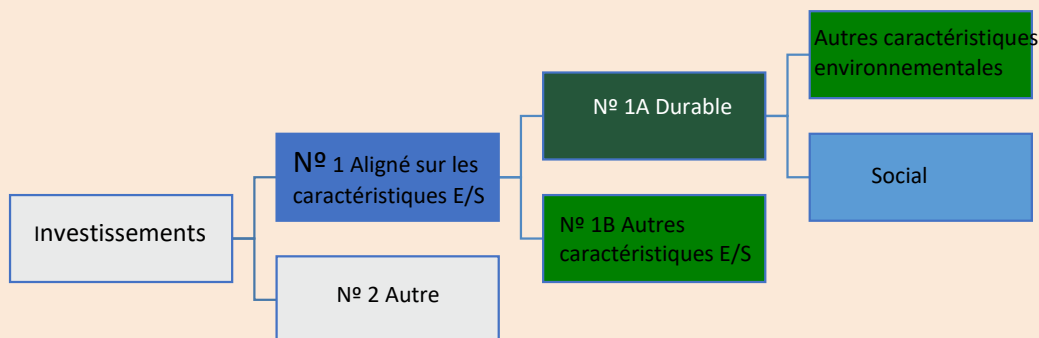 Investissements
Nº 1 Aligné sur les
caractéristiques E/S
Nº 2 Autre
Nº 1A Durable
Nº 1B Autres
caractéristiques E/S
Autres caractéristiques
environnementales
Social